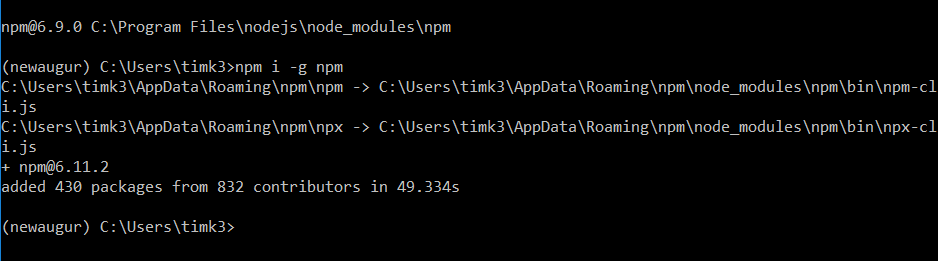 npm@6.9.0 C:\Program Files\nodejs\node_modules\npm
(newaugur) C:\Users\timk3>npm i -g npm
C:\Users\timk3\AppData\Roaming\npm\npm -> C:\Users\timk3\AppData\Roaming\npm\node_modules\npm\bin\npm-cl
i.js
C:\Users\timk3\AppData\Roaming\npm\npx -> C:\Users\timk3\AppData\Roaming\npm\node_modules\npm\bin\npx-cl
i.js
+ npm@6.11.2
added 430 packages from 832 contributors in 49.334s
(newaugur) C:\Users\timk3>